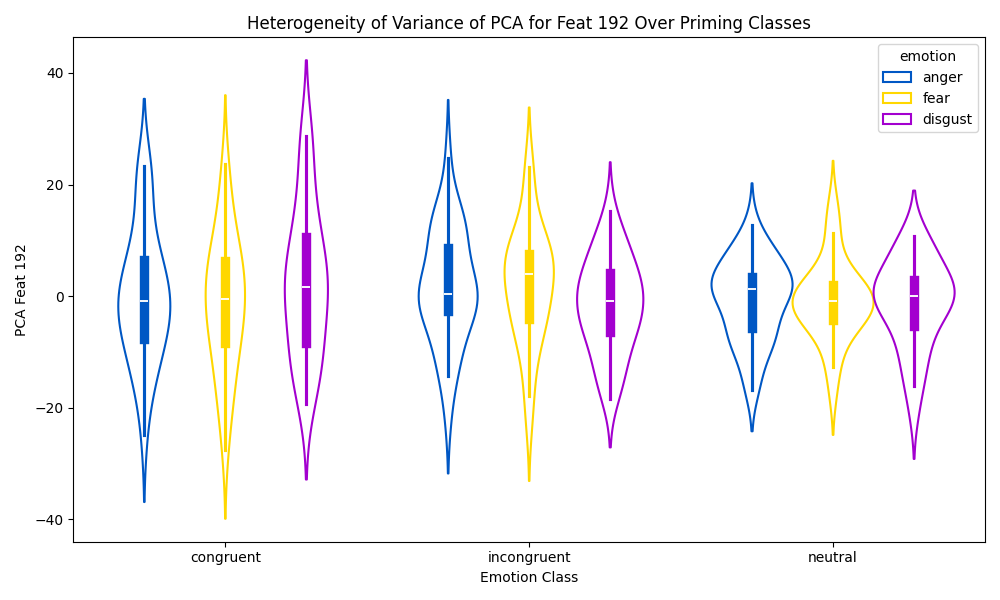 Heterogeneity of Variance of PCA for Feat 192 Over Priming Classes
emotion
anger
fear
disgust
PCA Feat 192
40
20
0
−20
−40
congruent
incongruent
neutral
Emotion Class